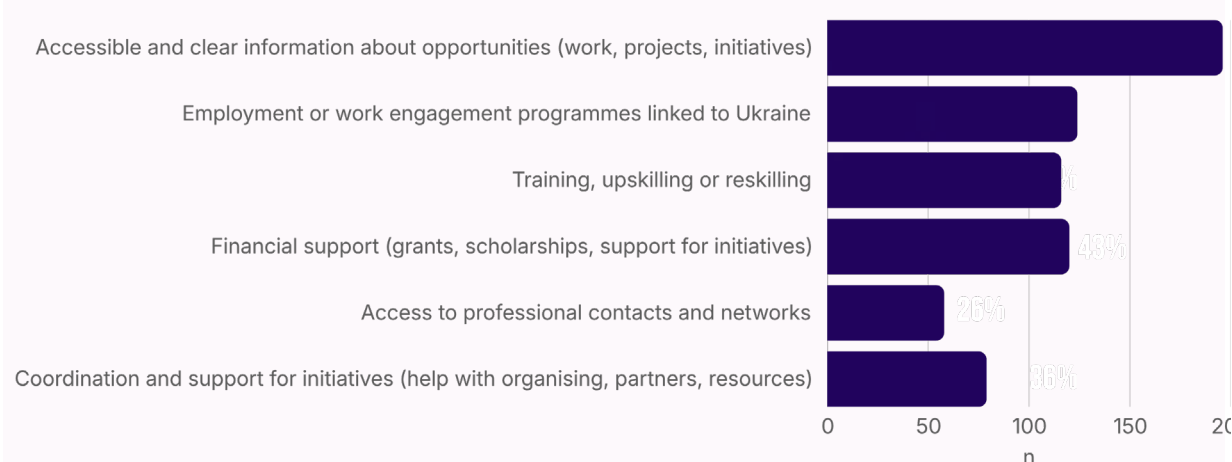 Accessible and clear information about opportunities (work, projects, initiatives)
Employment or work engagement programmes linked to Ukraine
Training, upskilling or reskilling
%
Financial support (grants, scholarships, support for initiatives)
Access to professional contacts and networks
26%
Coordination and support for initiatives (help with organising, partners, resources)
0 50 100 150
n